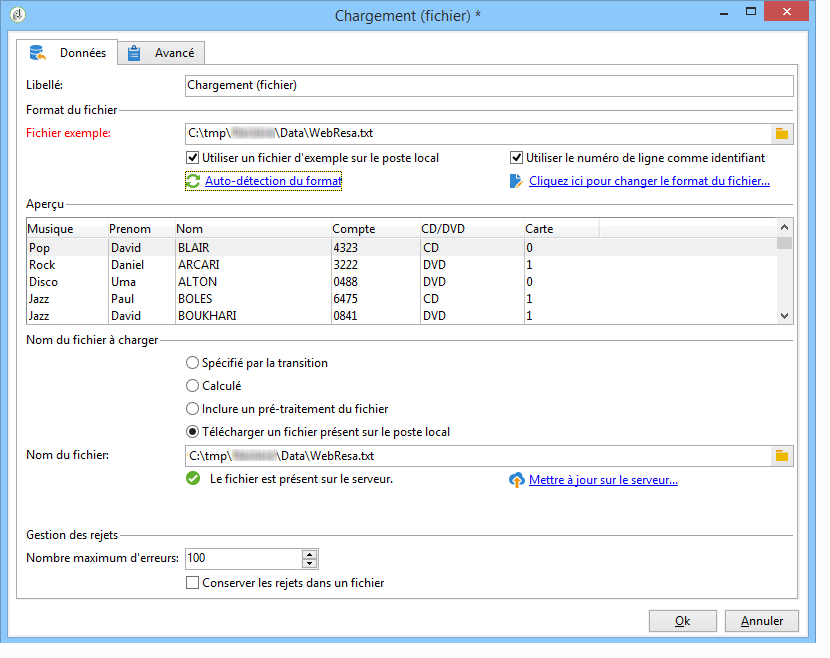 Chargement (fichier) *
Données Avancé
Libellé: Chargement (fichier)
Format du fichier
Fichier exemple: C:\tmp\ \Data\WebResa.txt
Utiliser un fichier d'exemple sur le poste local Utiliser le numéro de ligne comme identifiant
Auto-détection du format Cliquez ici pour changer le format du fichier...
Aperçu
Musique Prenom Nom Compte CD/DVD Carte
Pop David BLAIR 4323 CD 0
Rock Daniel ARCARI 3222 DVD 1
Disco Uma ALTON 0488 DVD 0
Jazz Paul BOLES 6475 CD 1
Jazz David BOUKHARI 0841 DVD 1
Nom du fichier à charger
Spécifié par la transition
Calculé
Inclure un pré-traitement du fichier
Télécharger un fichier présent sur le poste local
Nom du fichier: C:\tmp\ \Data\WebResa.txt
Le fichier est présent sur le serveur. Mettre à jour sur le serveur...
Gestion des rejets
Nombre maximum d'erreurs: 100
Conserver les rejets dans un fichier
Ok Annuler